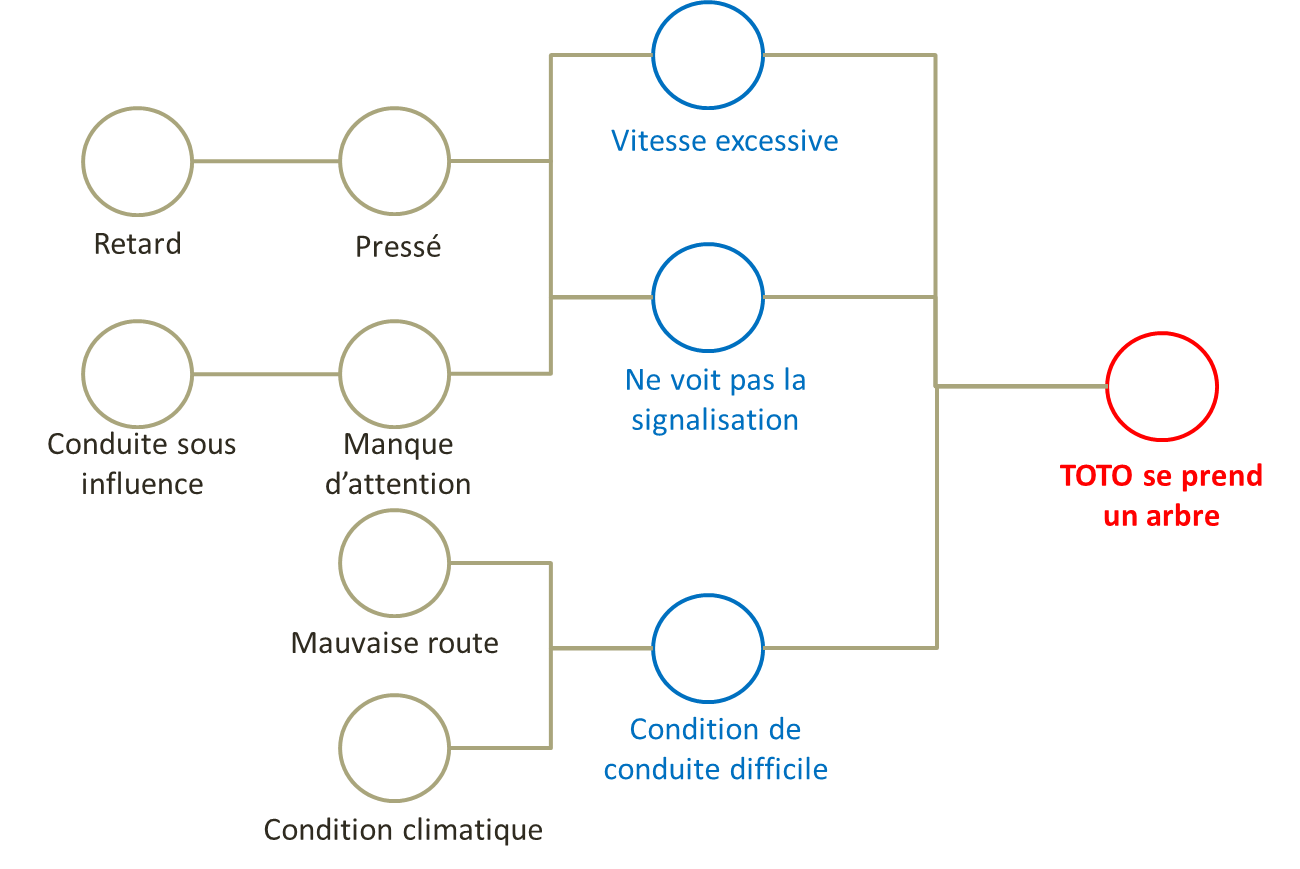 Vitesse excessive
Retard
Pressé
Ne voit pas la
signalisation
Conduite sous
influence
Manque
d’attention
TOTO se prend
un arbre
Mauvaise route
Condition de
conduite difficile
Condition climatique